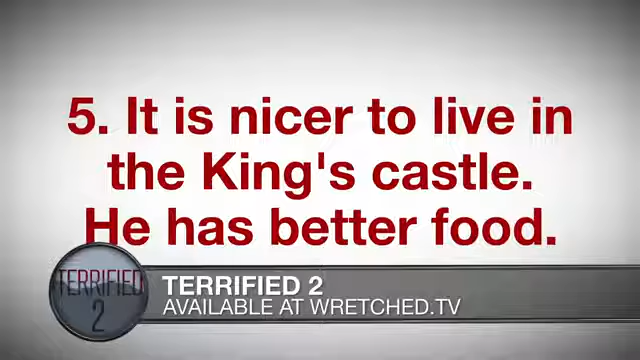 5. It is nicer to live in
the King's castle.
He has better food.
TERRIFIED
2
TERRIFIED 2
AVAILABLE AT WRETCHED.TV